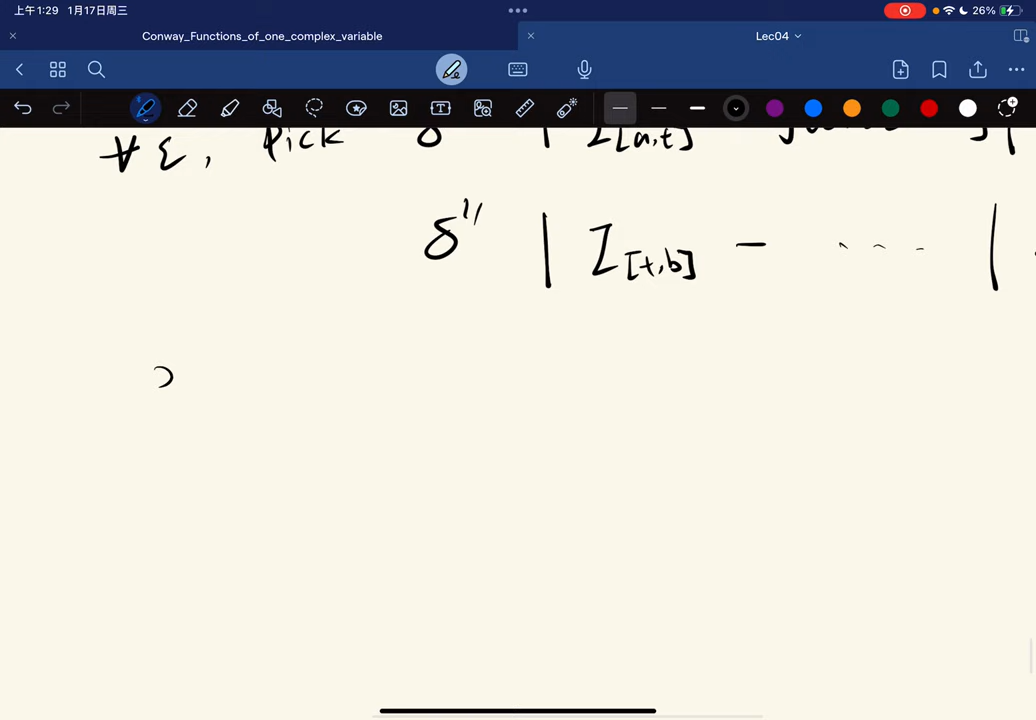 上午1:29 1月17日周三
26%
Conway_Functions_of_one_complex_variable
Lec04
∀ ε, pick δ | I[a,t]
δ'' | I[t,b] - .... |